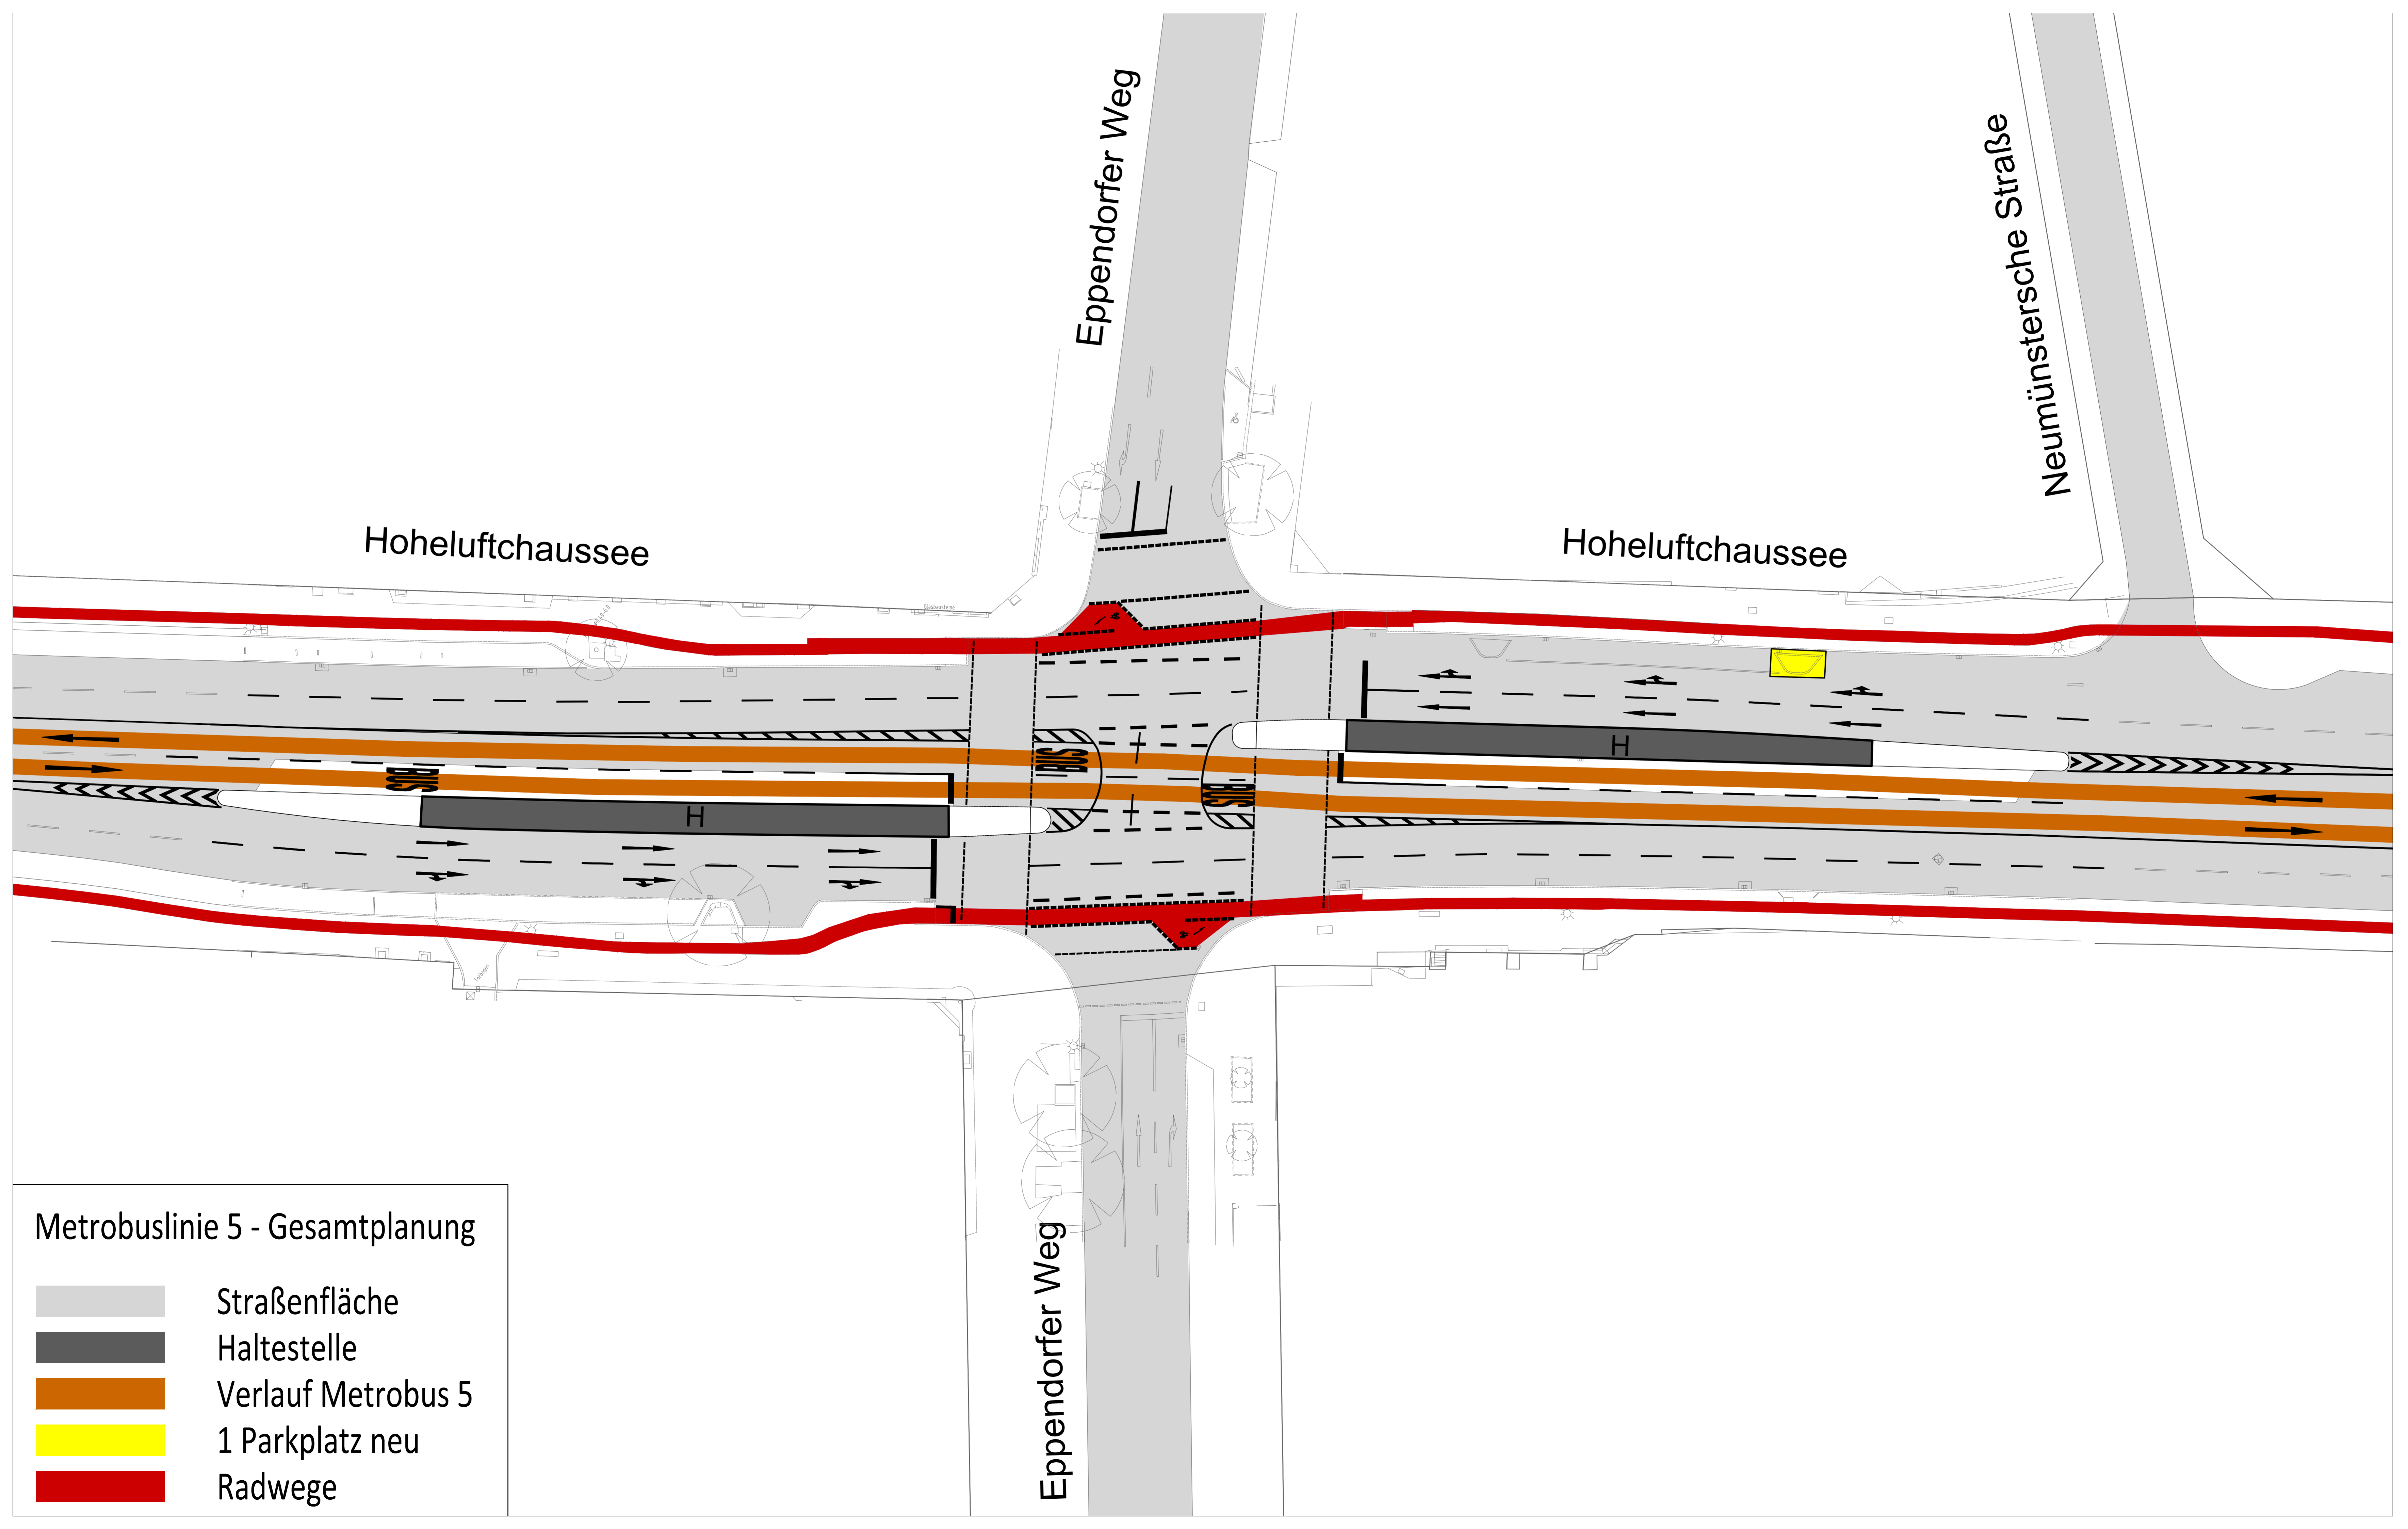 Eppendorfer Weg
Neumünstersche Straße
Hoheluftchaussee
Hoheluftchaussee
Glasbausteine
BUS
BUS
BUS
H
H
Eppendorfer Weg
Metrobuslinie 5 - Gesamtplanung
Straßenfläche
Haltestelle
Verlauf Metrobus 5
1 Parkplatz neu
Radwege